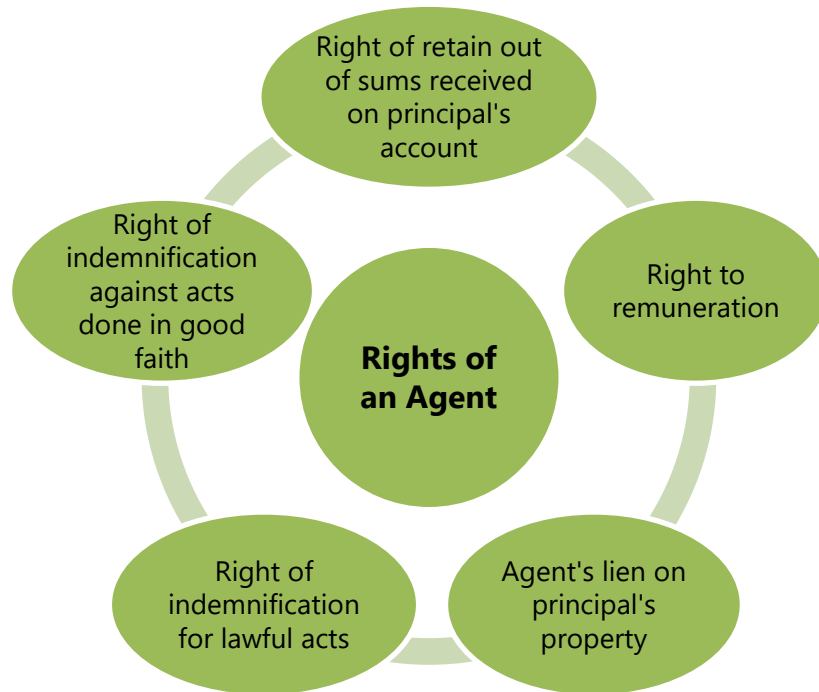 Right of retain out
of sums received
on principal's
account
Right to
remuneration
Agent's lien on
principal's
property
Right of
indemnification
for lawful acts
Right of
indemnification
against acts
done in good
faith
Rights of
an Agent